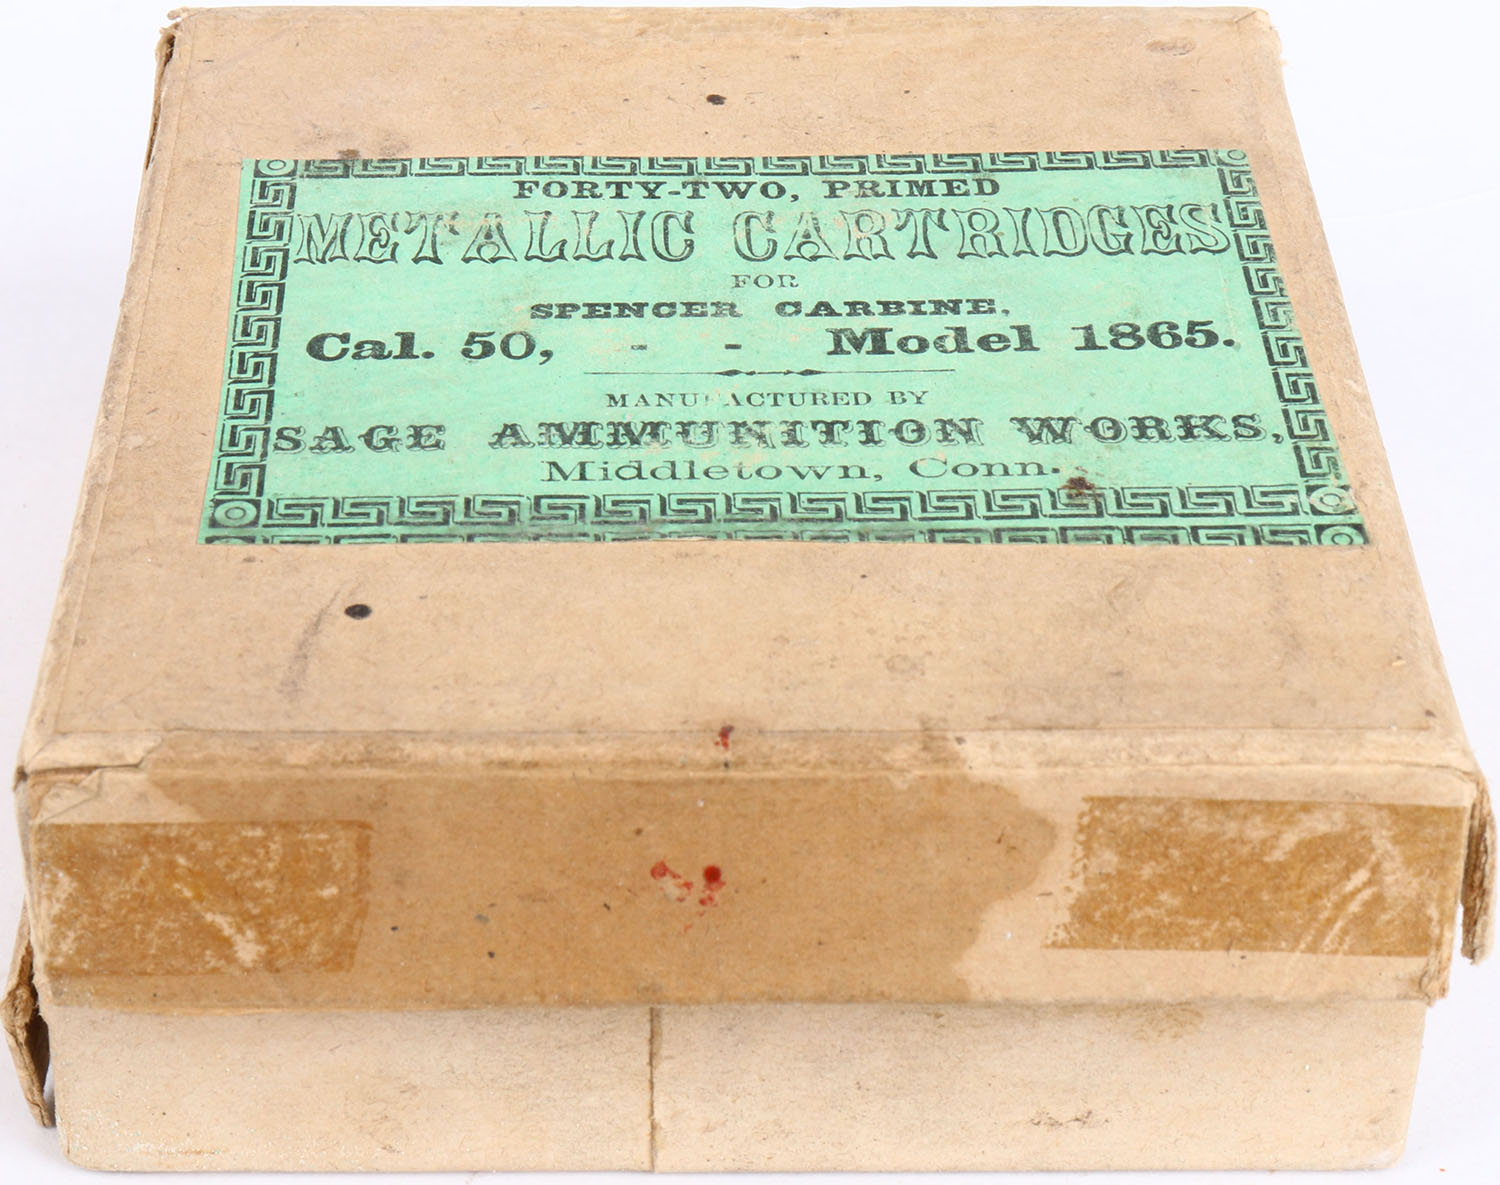 FORTY-TWO, PRIMED
METALLIC CARTRIDGES
FOR
SPENCER CARBINE,
Cal. 50, - - Model 1865.
MANUFACTURED BY
SAGE AMMUNITION WORKS,
Middletown, Conn.